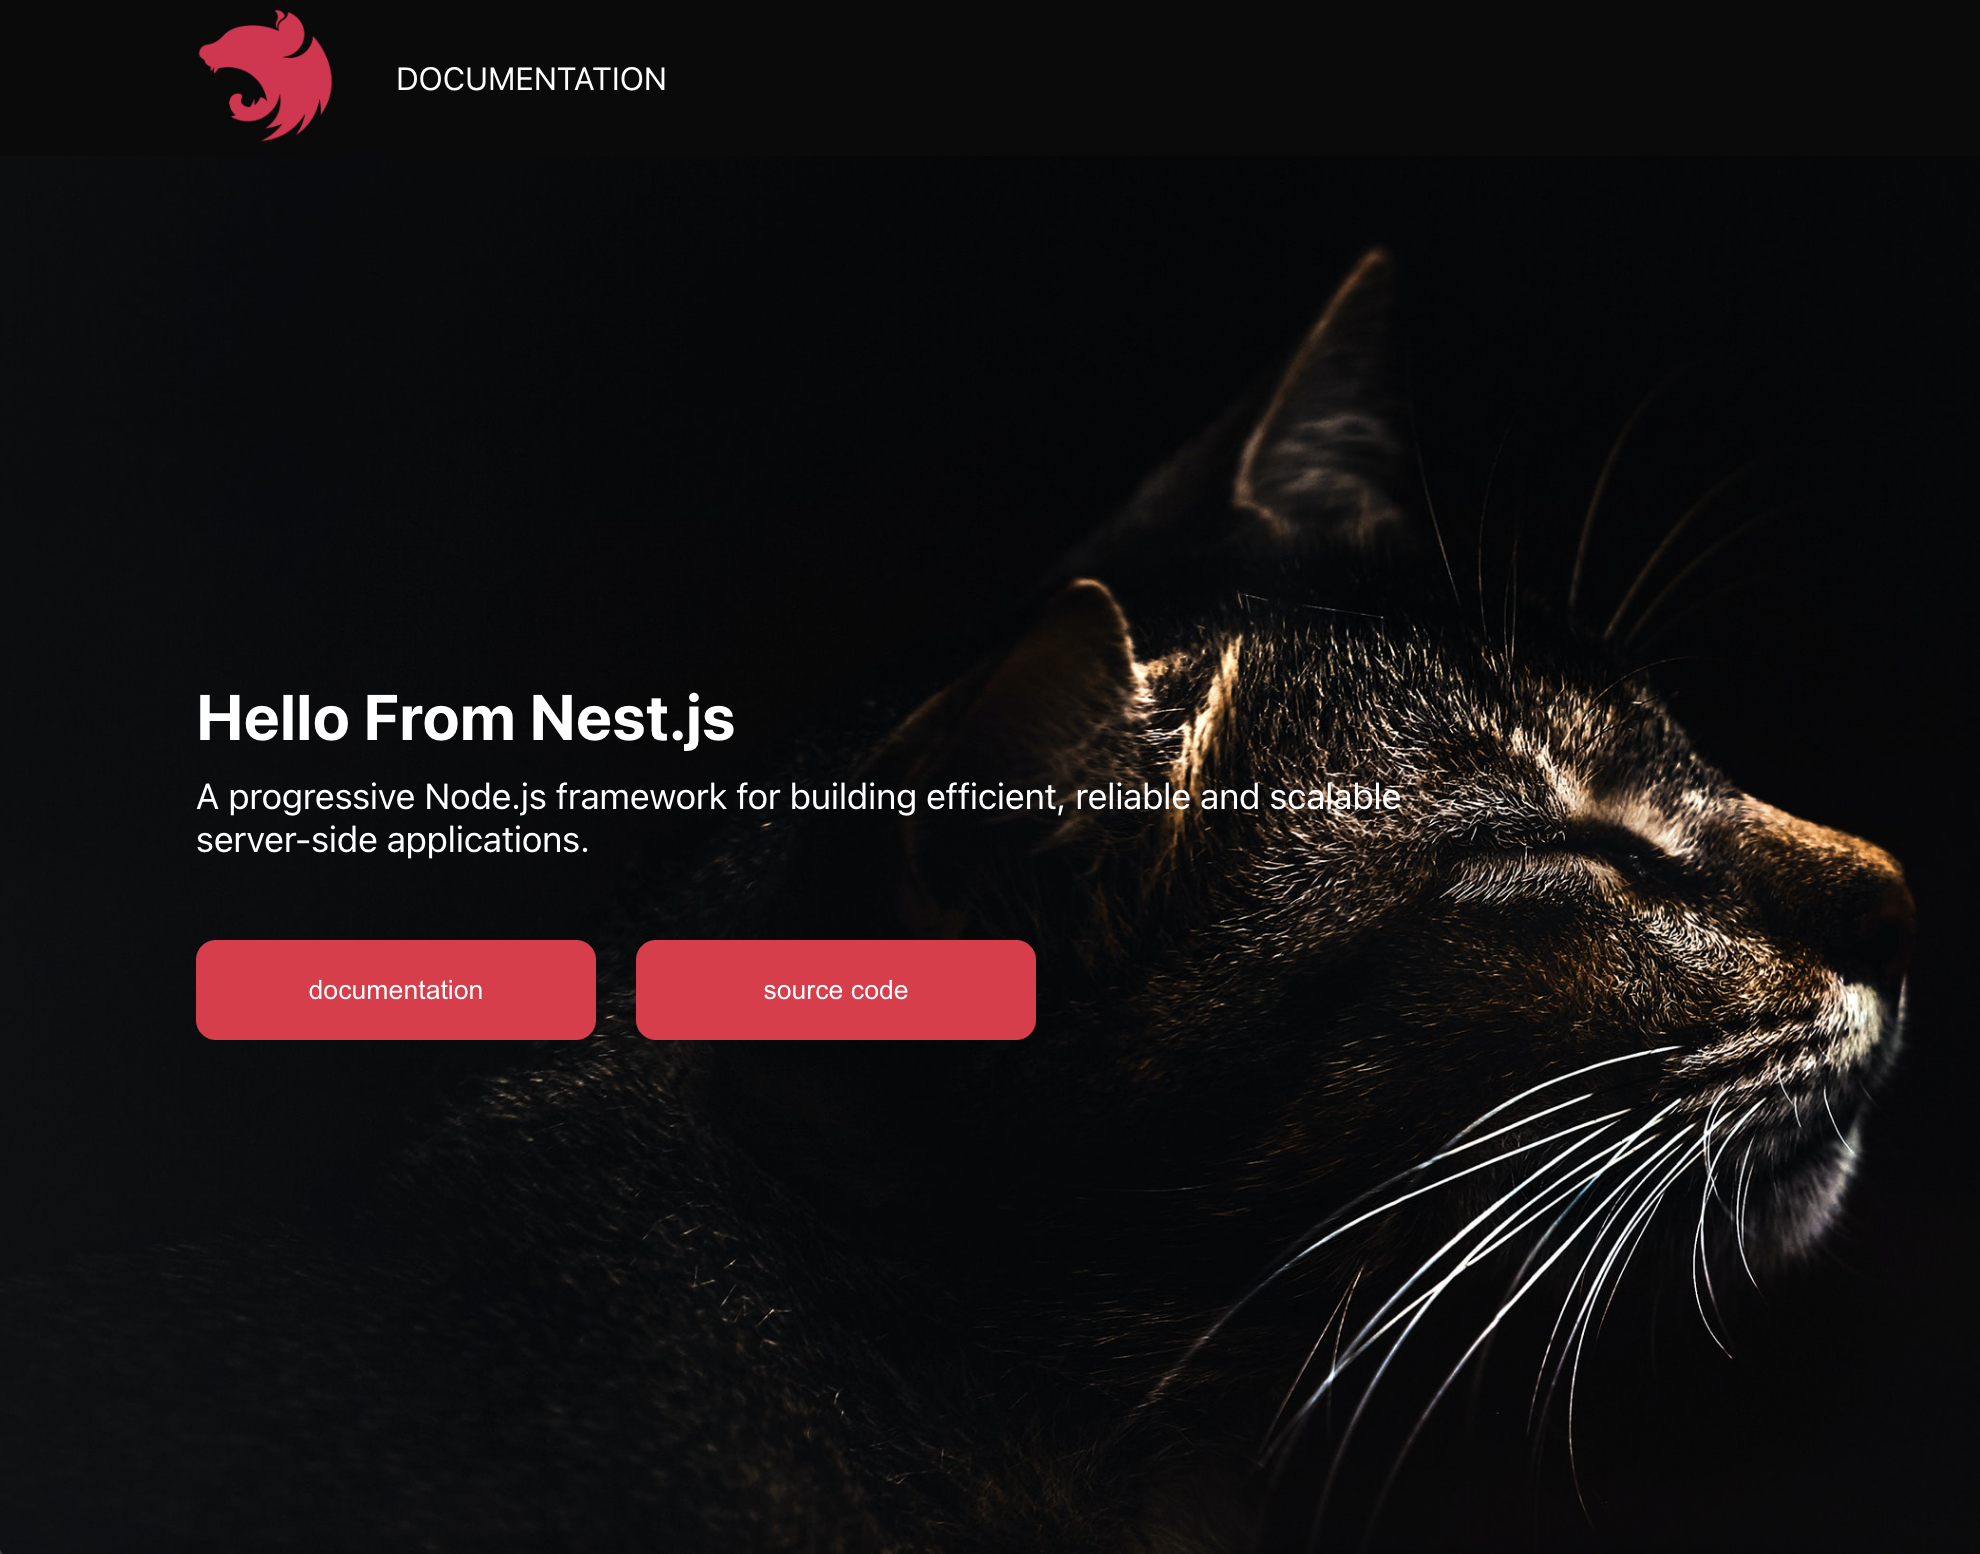 DOCUMENTATION
Hello From Nest.js
A progressive Node.js framework for building efficient, reliable and scalable
server-side applications.
documentation
source code